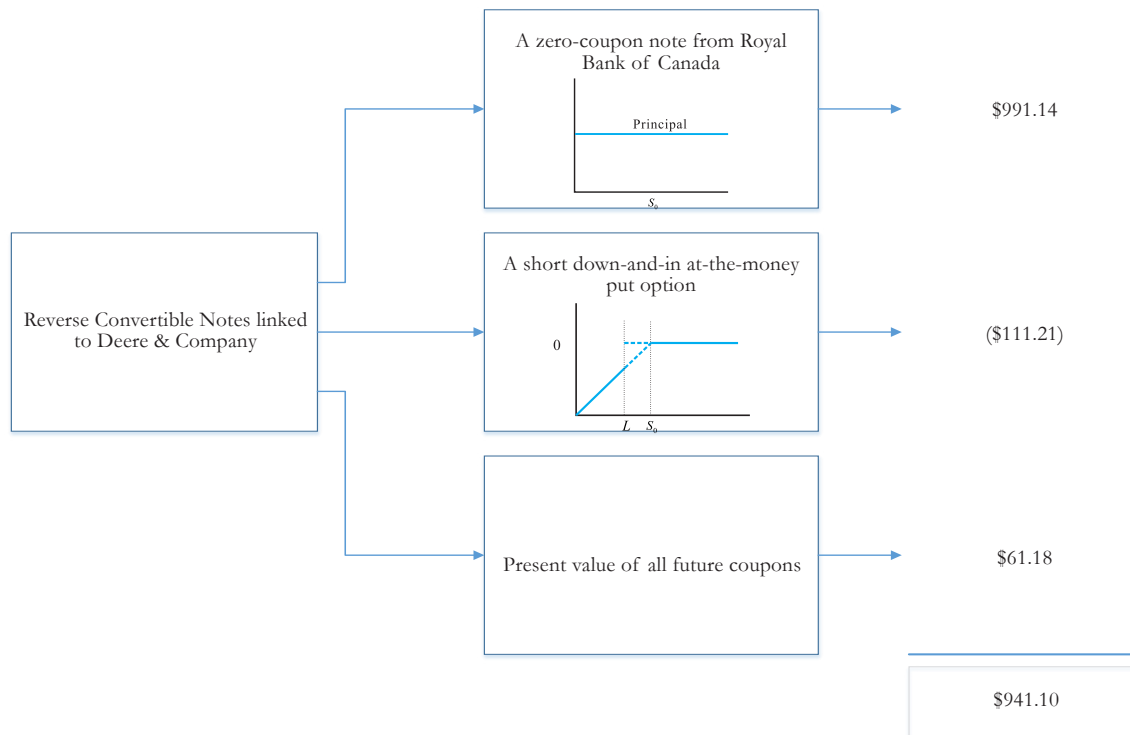 A zero-coupon note from Royal
Bank of Canada
Principal
S₀
$991.14
Reverse Convertible Notes linked
to Deere & Company
A short down-and-in at-the-money
put option
0
L S₀
($111.21)
Present value of all future coupons
$61.18
$941.10